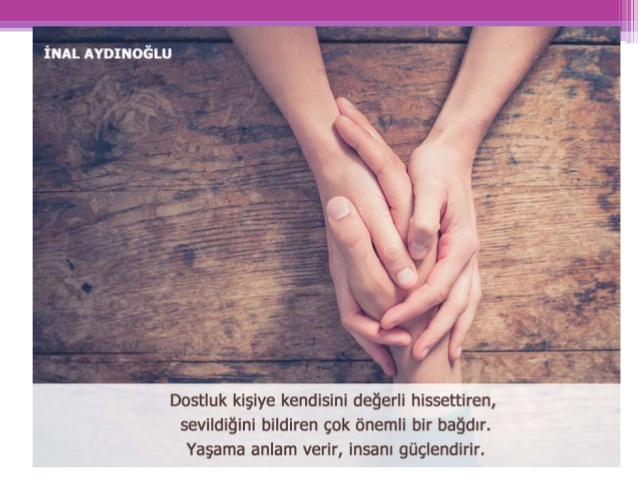 İNAL AYDINOĞLU
Dostluk kişiye kendisini değerli hissettiren,
sevildiğini bildiren çok önemli bir bağdır.
Yaşama anlam verir, insanı güçlendirir.